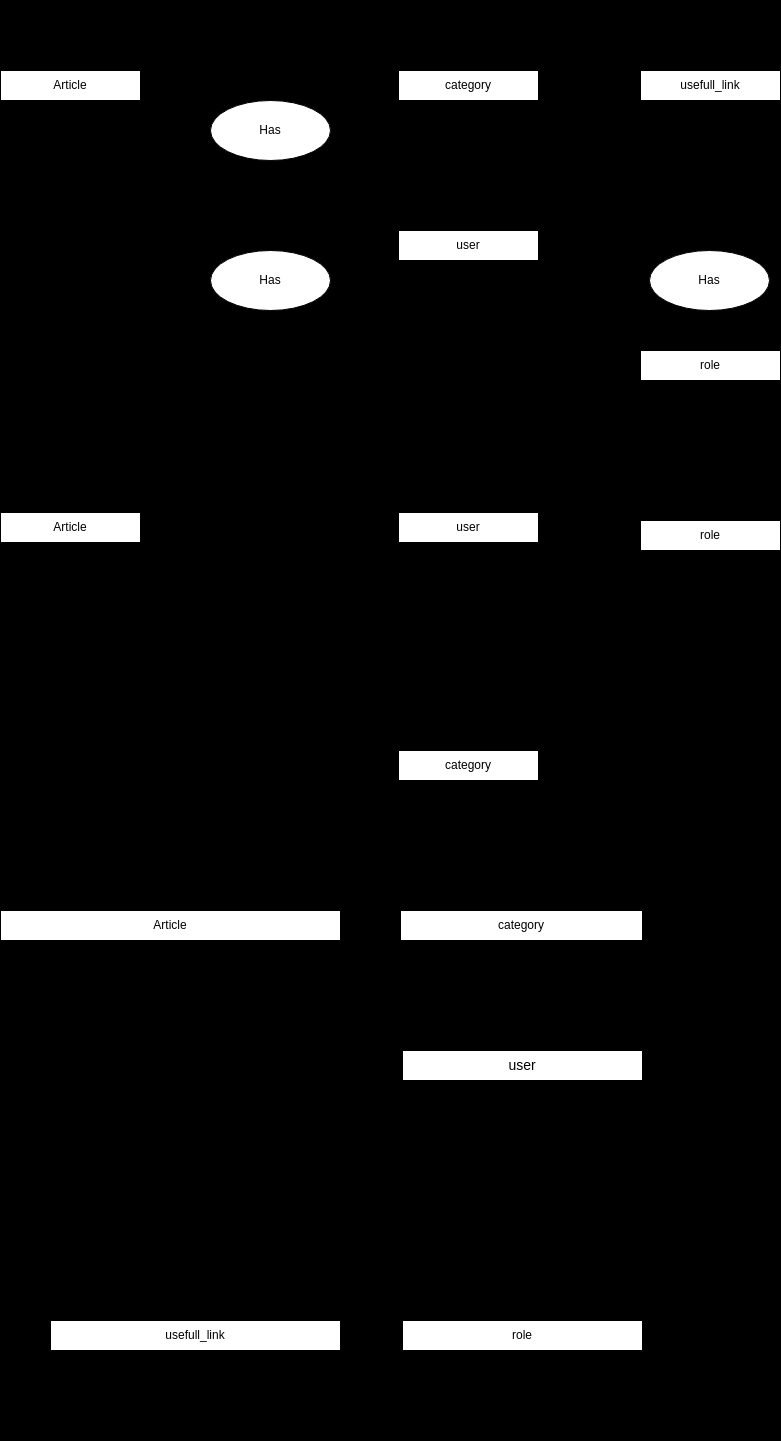 Article
category
usefull_link
Has
user
Has
Has
role
Article
user
role
category
Article
category
user
usefull_link
role